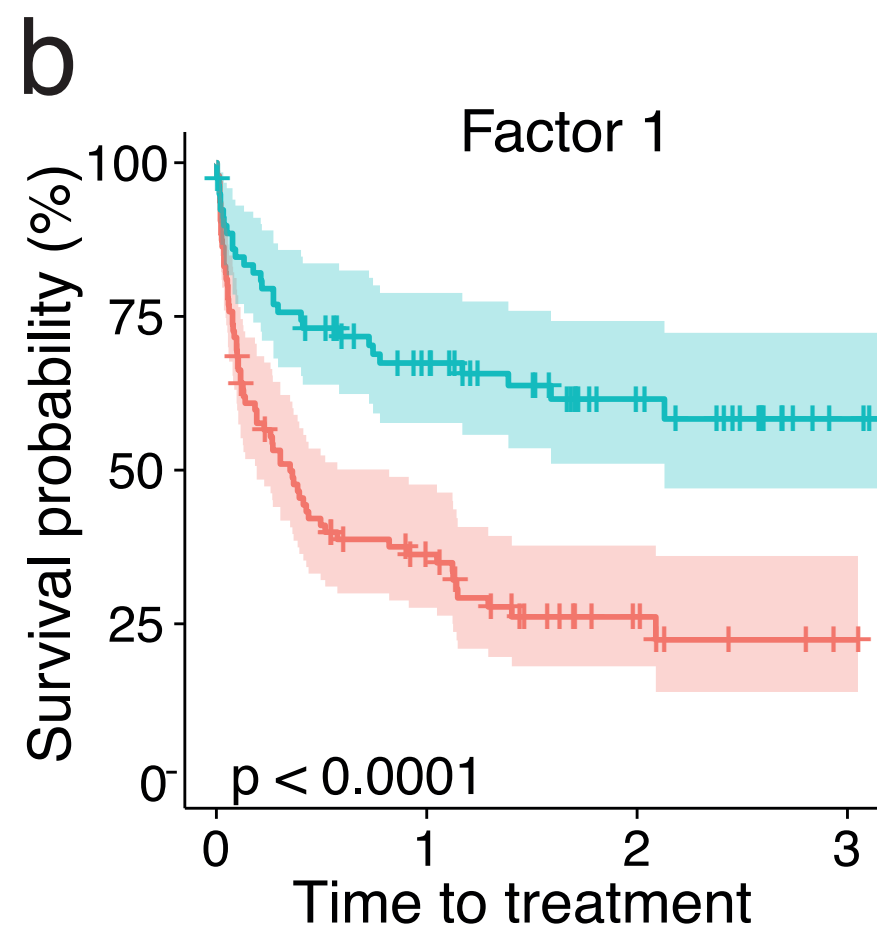 b
Factor 1
Survival probability (%)
100
75
50
25
0
p < 0.0001
0 1 2 3
Time to treatment